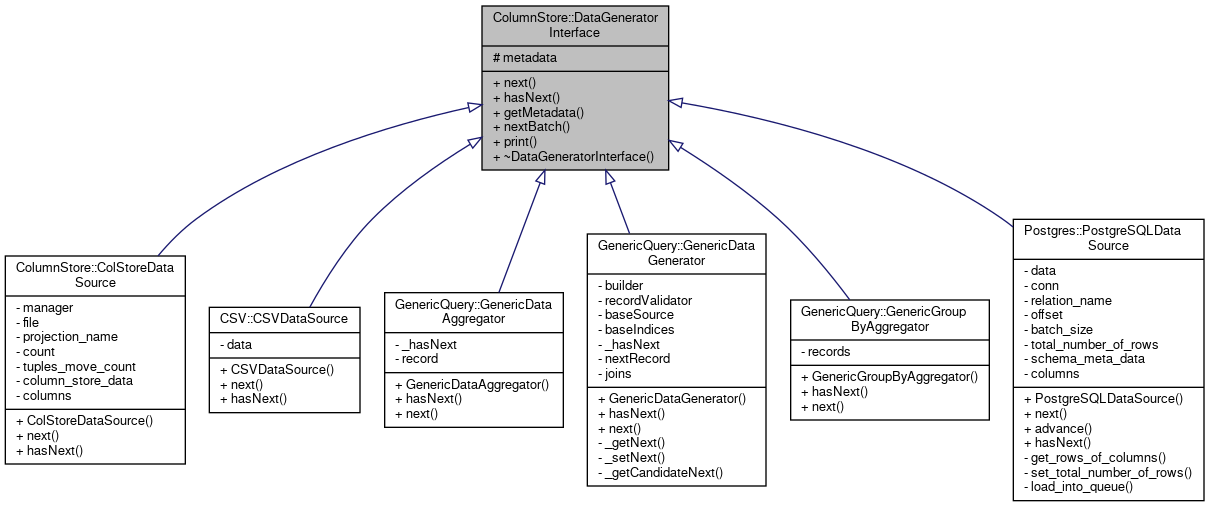 ColumnStore::DataGenerator
Interface
# metadata
+ next()
+ hasNext()
+ getMetadata()
+ nextBatch()
+ print()
+ ~DataGeneratorInterface()
ColumnStore::ColStoreData
Source
- manager
- file
- projection_name
- count
- tuples_move_count
- column_store_data
- columns
+ ColStoreDataSource()
+ next()
+ hasNext()
CSV::CSVDataSource
- data
+ CSVDataSource()
+ next()
+ hasNext()
GenericQuery::GenericData
Aggregator
- _hasNext
- record
+ GenericDataAggregator()
+ hasNext()
+ next()
GenericQuery::GenericData
Generator
- builder
- recordValidator
- baseSource
- baseIndices
- _hasNext
- nextRecord
- joins
+ GenericDataGenerator()
+ hasNext()
+ next()
- _getNext()
- _setNext()
- _getCandidateNext()
GenericQuery::GenericGroup
ByAggregator
- records
+ GenericGroupByAggregator()
+ hasNext()
+ next()
Postgres::PostgreSQLData
Source
- data
- conn
- relation_name
- offset
- batch_size
- total_number_of_rows
- schema_meta_data
- columns
+ PostgreSQLDataSource()
+ next()
+ advance()
+ hasNext()
- get_rows_of_columns()
- set_total_number_of_rows()
- load_into_queue()